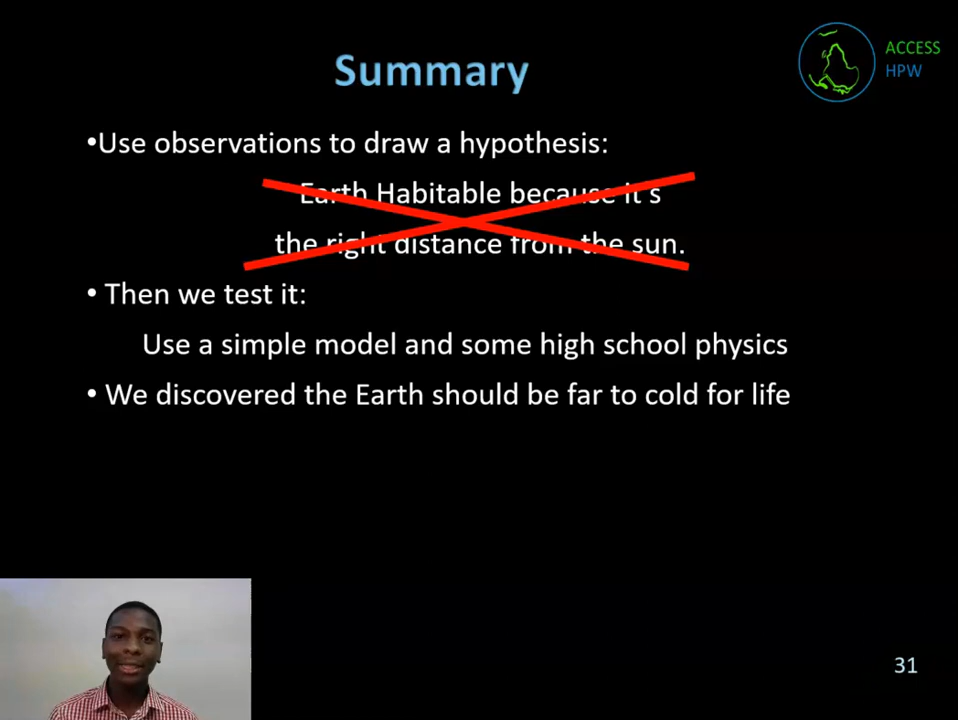 Summary
ACCESS
HPW
•Use observations to draw a hypothesis:
Earth Habitable because it's
the right distance from the sun.
• Then we test it:
Use a simple model and some high school physics
• We discovered the Earth should be far to cold for life
31